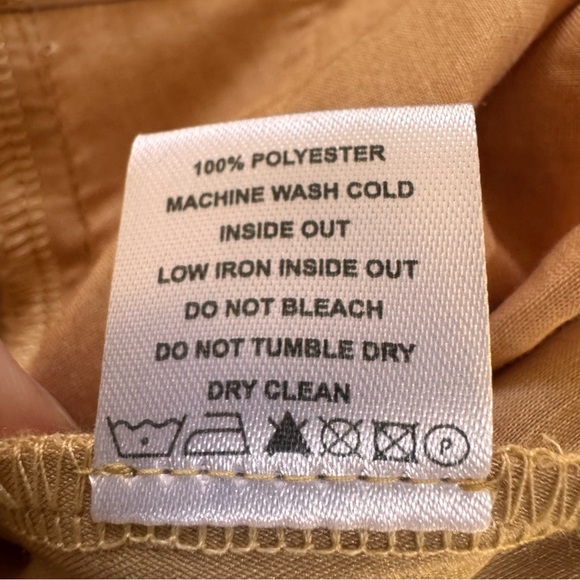 100% POLYESTER
MACHINE WASH COLD
INSIDE OUT
LOW IRON INSIDE OUT
DO NOT BLEACH
DO NOT TUMBLE DRY
DRY CLEAN
P